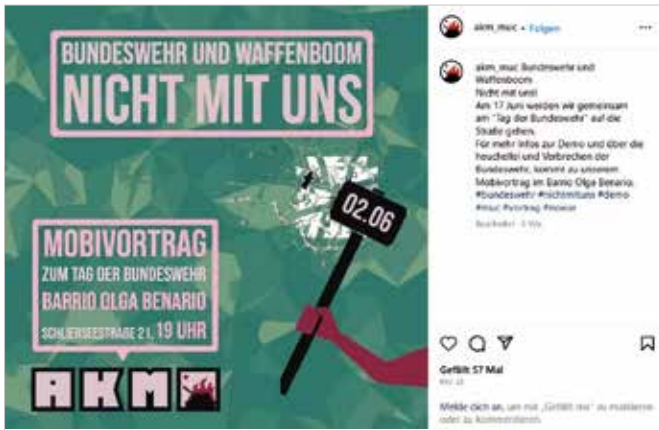 BUNDESWEHR UND WAFFENBOOM
NICHT MIT UNS
02.06
MOBIVORTRAG
ZUM TAG DER BUNDESWEHR
BARRIO OLGA BENARIO
SCHLIERSEESTRAßE 21, 19 UHR
AKM
akm_muc • Folgen
akm_muc Bundeswehr und
Waffenboom
Nicht mit uns!
Am 17 Juni werden wir gemeinsam
am "Tag der Bundeswehr" auf die
Straße gehen.
Für mehr Infos zur Demo und über die
heuchellei und Verbrechen der
Bundeswehr, kommt zu unserem
Mobivortrag im Barrio Olga Benario.
#bundeswehr #nichtmituns #demo
#muc #vortrag #nowar
Bearbeitet
Gefällt 57 Mal
Melde dich an, um mit „Gefällt mir“ zu markieren
oder zu kommentieren.